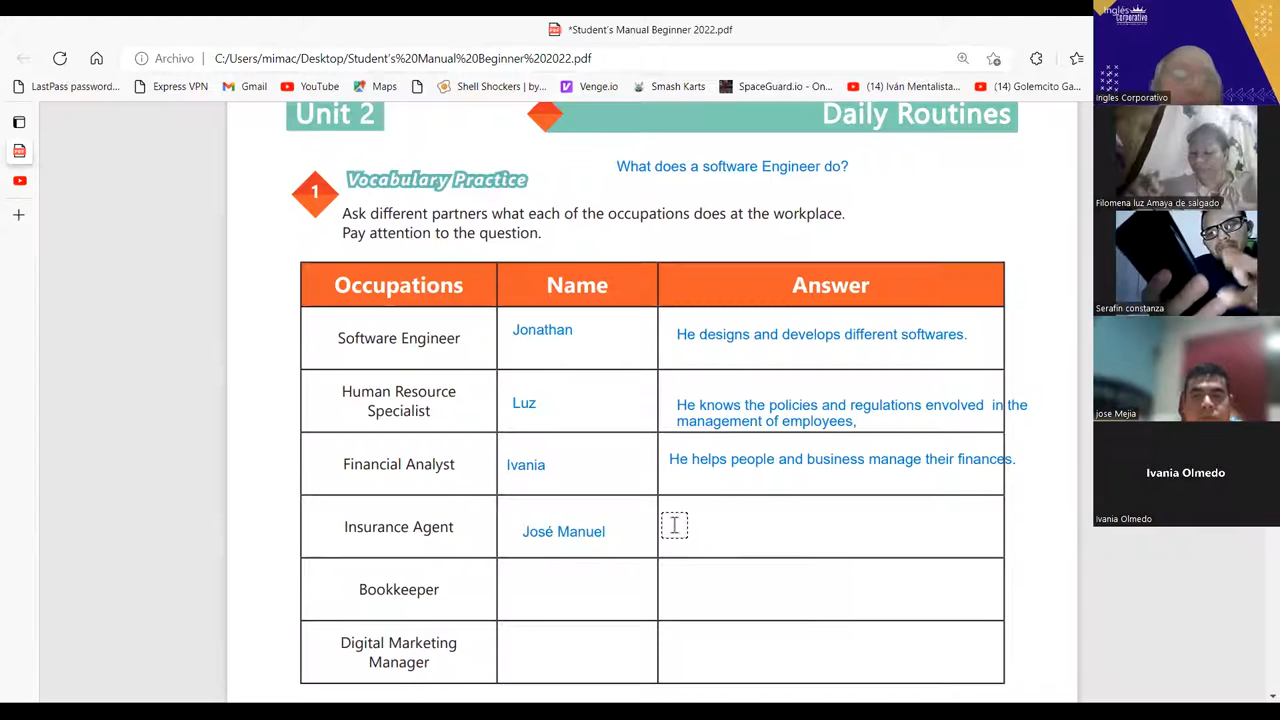 *Student's Manual Beginner 2022.pdf
Archivo
C:/Users/mimac/Desktop/Student's%20Manual%20Beginner%202022.pdf
LastPass password...
Express VPN
Gmail
YouTube
Maps
Shell Shockers | by...
Venge.io
Smash Karts
SpaceGuard.io - On...
(14) Iván Mentalista...
(14) Golemcito Ga...
Unit 2
Daily Routines
What does a software Engineer do?
1
Vocabulary Practice
Ask different partners what each of the occupations does at the workplace.
Pay attention to the question.
Occupations
Name
Answer
Software Engineer
Jonathan
He designs and develops different softwares.
Human Resource
Specialist
Luz
He knows the policies and regulations envolved in the
management of employees,
Financial Analyst
Ivania
He helps people and business manage their finances.
Insurance Agent
José Manuel
Bookkeeper
Digital Marketing
Manager
Inglés
Corporativo
Ingles Corporativo
Filomena luz Amaya de salgado
Serafin constanza
jose Mejia
Ivania Olmedo
Ivania Olmedo